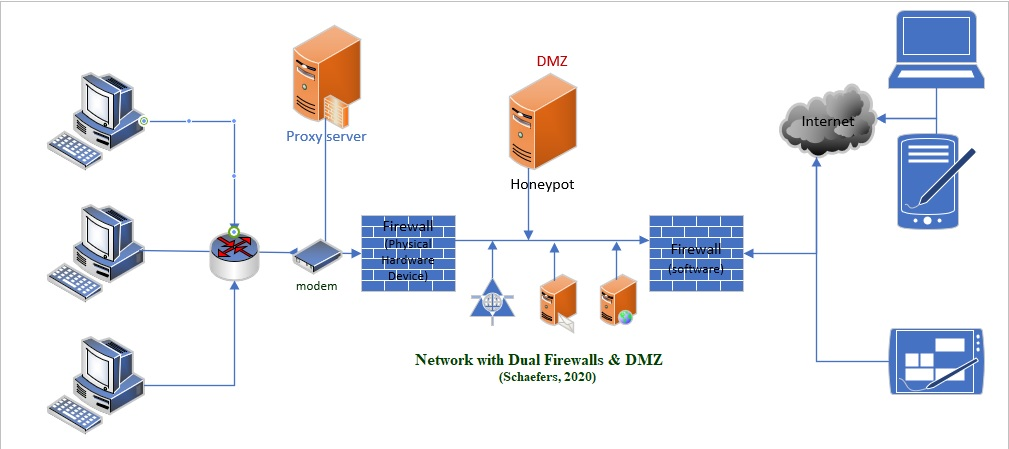 Proxy server
DMZ
Honeypot
Internet
modem
Firewall
(Physical
Hardware
Device)
Firewall
(software)
Network with Dual Firewalls & DMZ
(Schaefers, 2020)